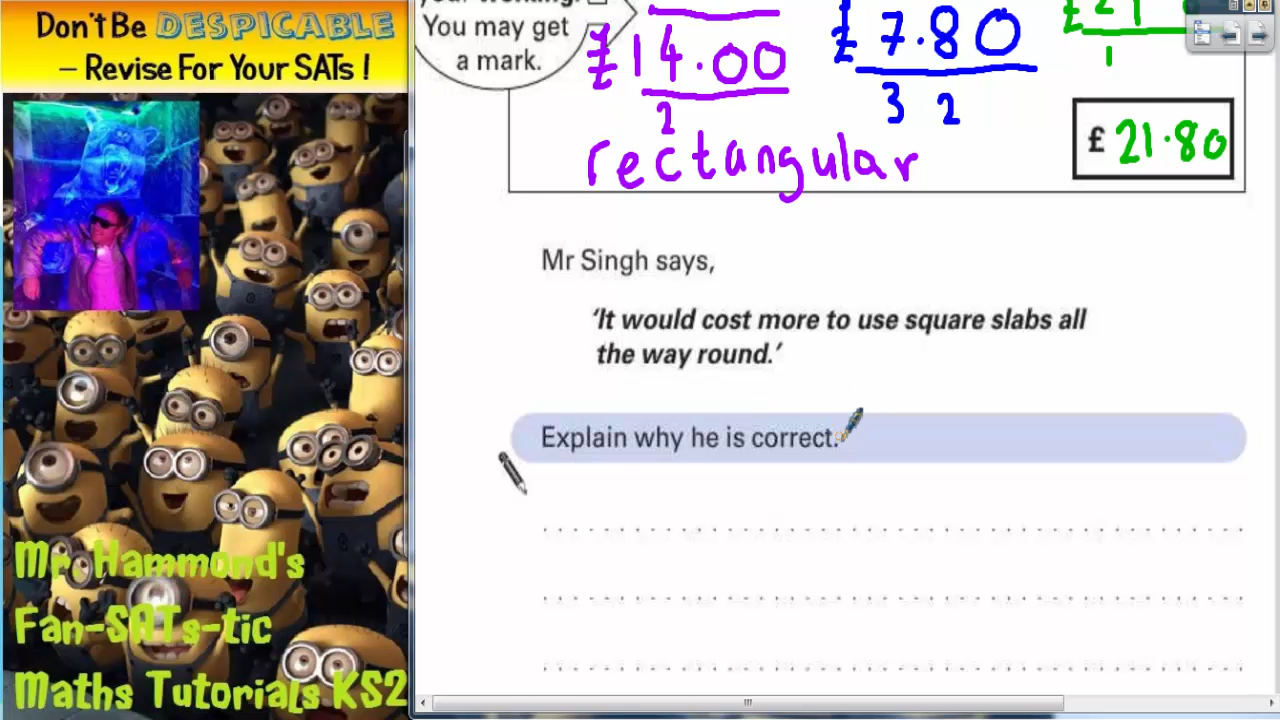 Don't Be DESPICABLE
– Revise For Your SATs !
Mr. Hammond's
Fan-SATs-tic
Maths Tutorials KS2
You may get
a mark.
£14.00
2
rectangular
£7.80
3 2
£21
1
£ 21.80
Mr Singh says,
‘It would cost more to use square slabs all
the way round.’
Explain why he is correct.